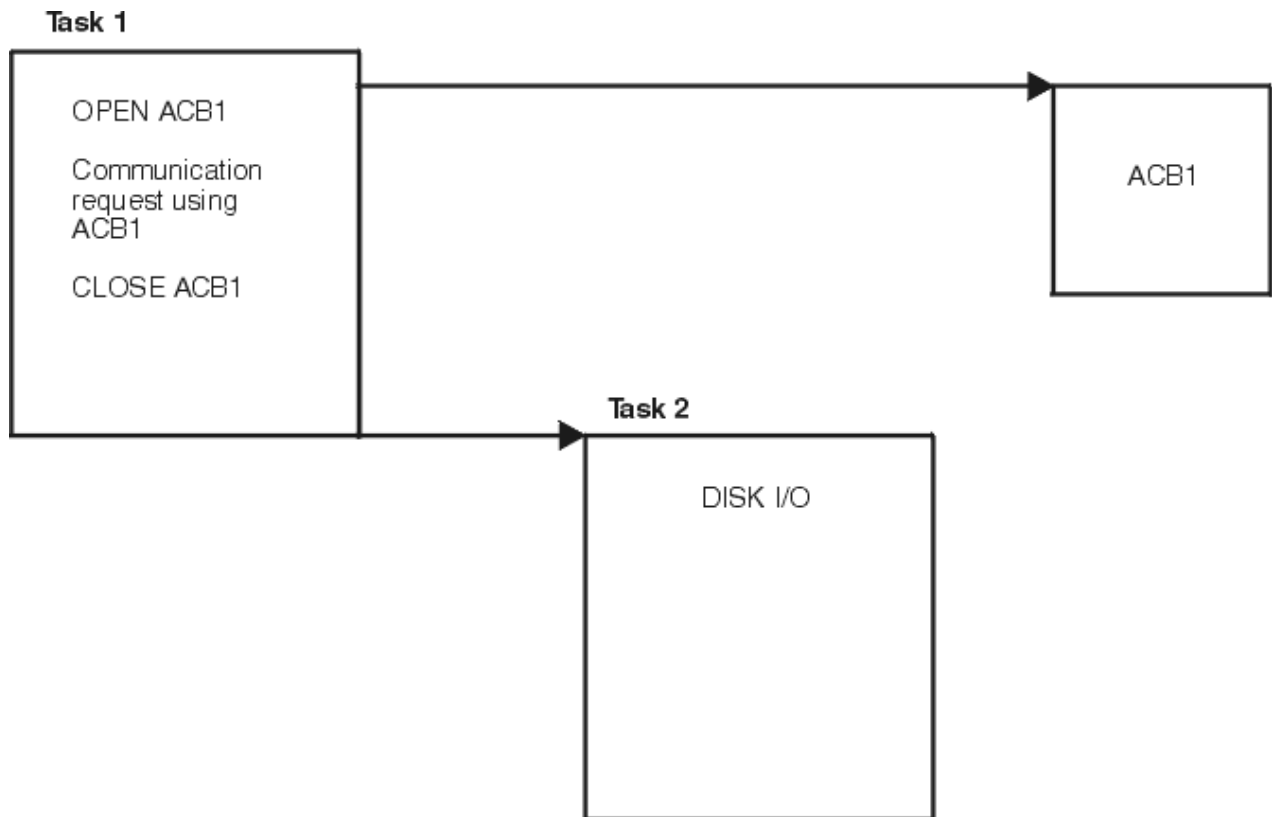 Task 1
OPEN ACB1
Communication
request using
ACB1
CLOSE ACB1
ACB1
Task 2
DISK I/O